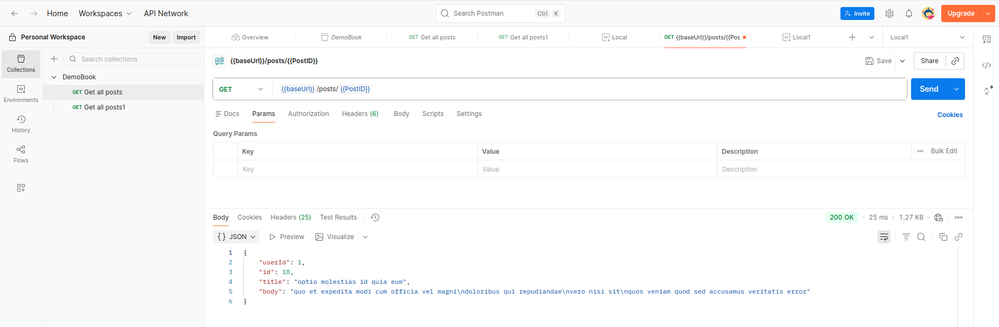 Home Workspaces API Network Search Postman Ctrl K Invite Upgrade
Personal Workspace New Import
Overview DemoBook GET Get all posts GET Get all posts1 Local GET {{baseUrl}}/posts/{{Pos Local1 Local1
Collections
Environments
History
Flows
Search collections
DemoBook
GET Get all posts
GET Get all posts1
HTTP {{baseUrl}}/posts/{{PostID}} Save Share
GET {{baseUrl}} /posts/ {{PostID}} Send
Docs Params Authorization Headers (6) Body Scripts Settings Cookies
Query Params
Key Value Description Bulk Edit
Key Value Description
Body Cookies Headers (25) Test Results 200 OK 25 ms 1.27 KB
{} JSON Preview Visualize
1 {
2 "userId": 1,
3 "id": 10,
4 "title": "optio molestias id quia eum",
5 "body": "quo et expedita modi cum officia vel magni\ndoloribus qui repudiandae\nvero nisi sit\nquos veniam quod sed accusamus veritatis error"
6 }